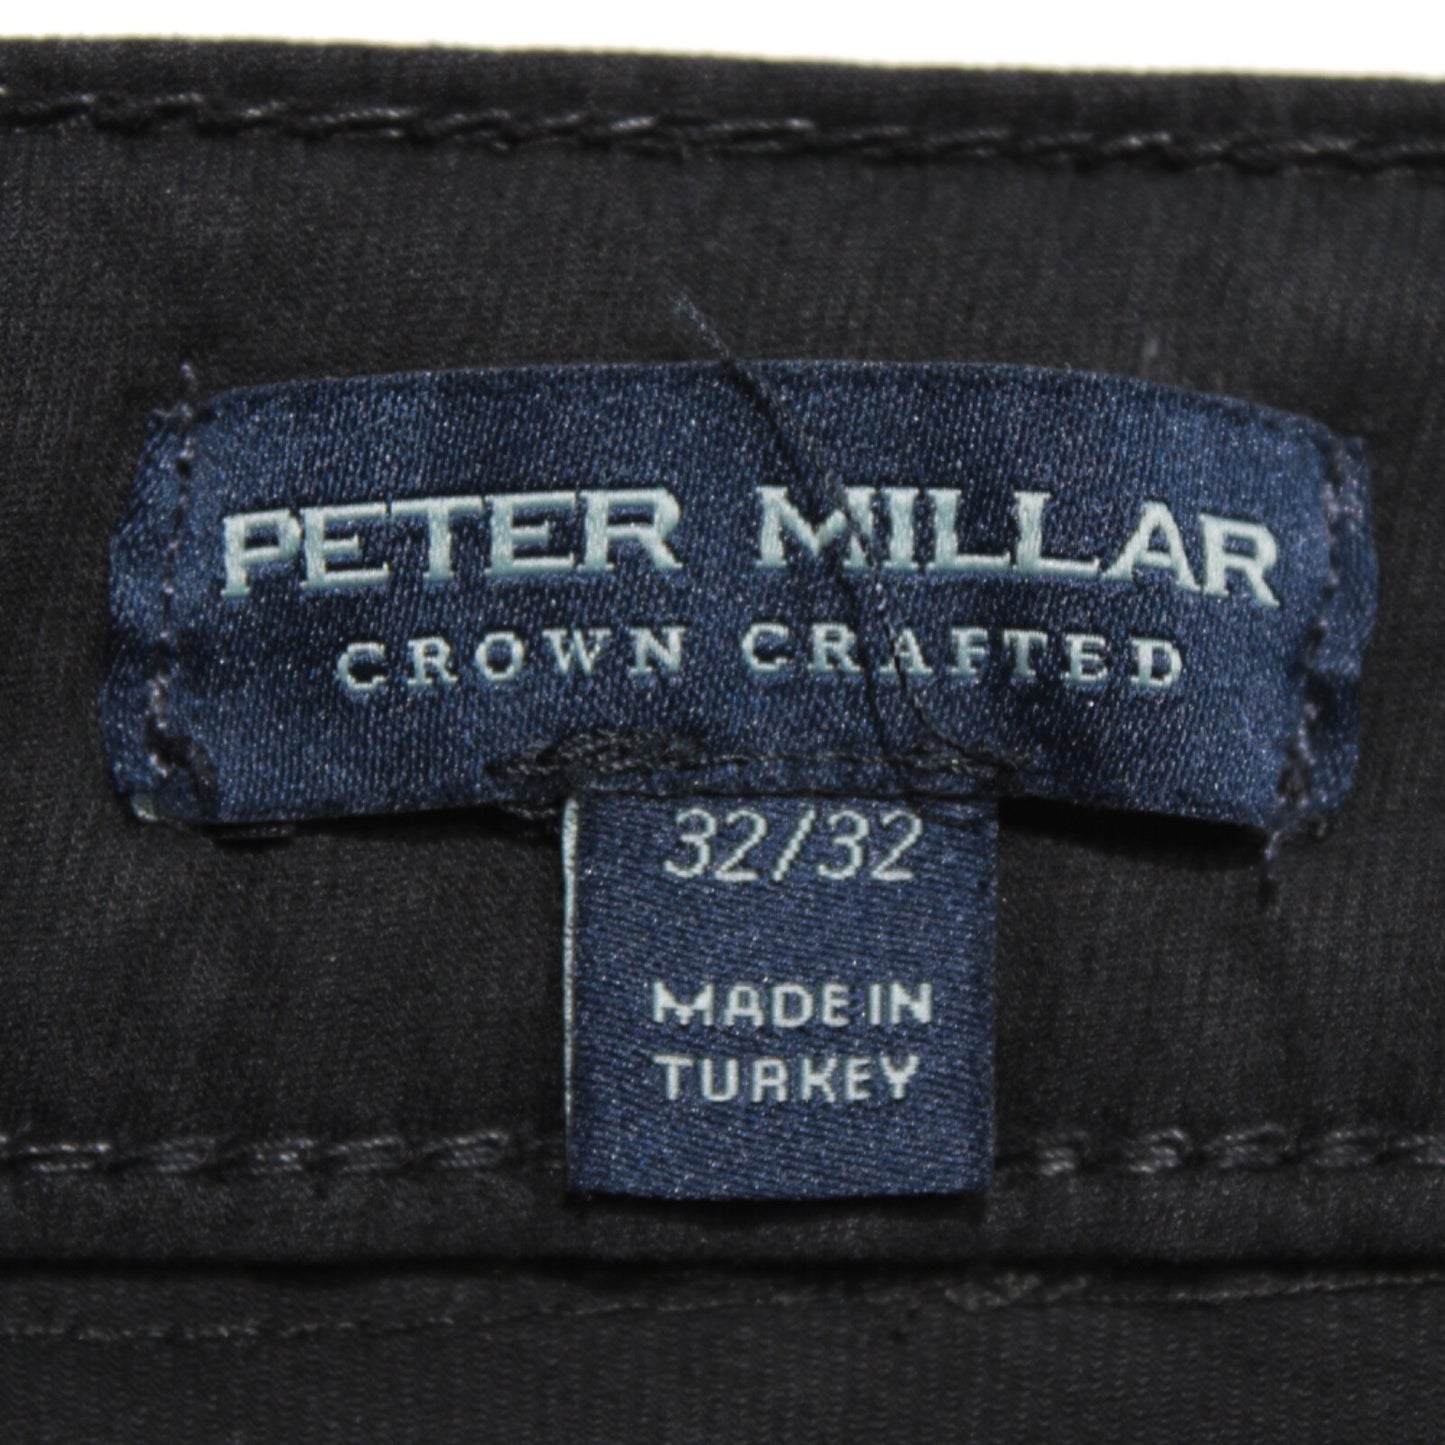 PETER MILLAR
CROWN CRAFTED
32/32
MADE IN
TURKEY